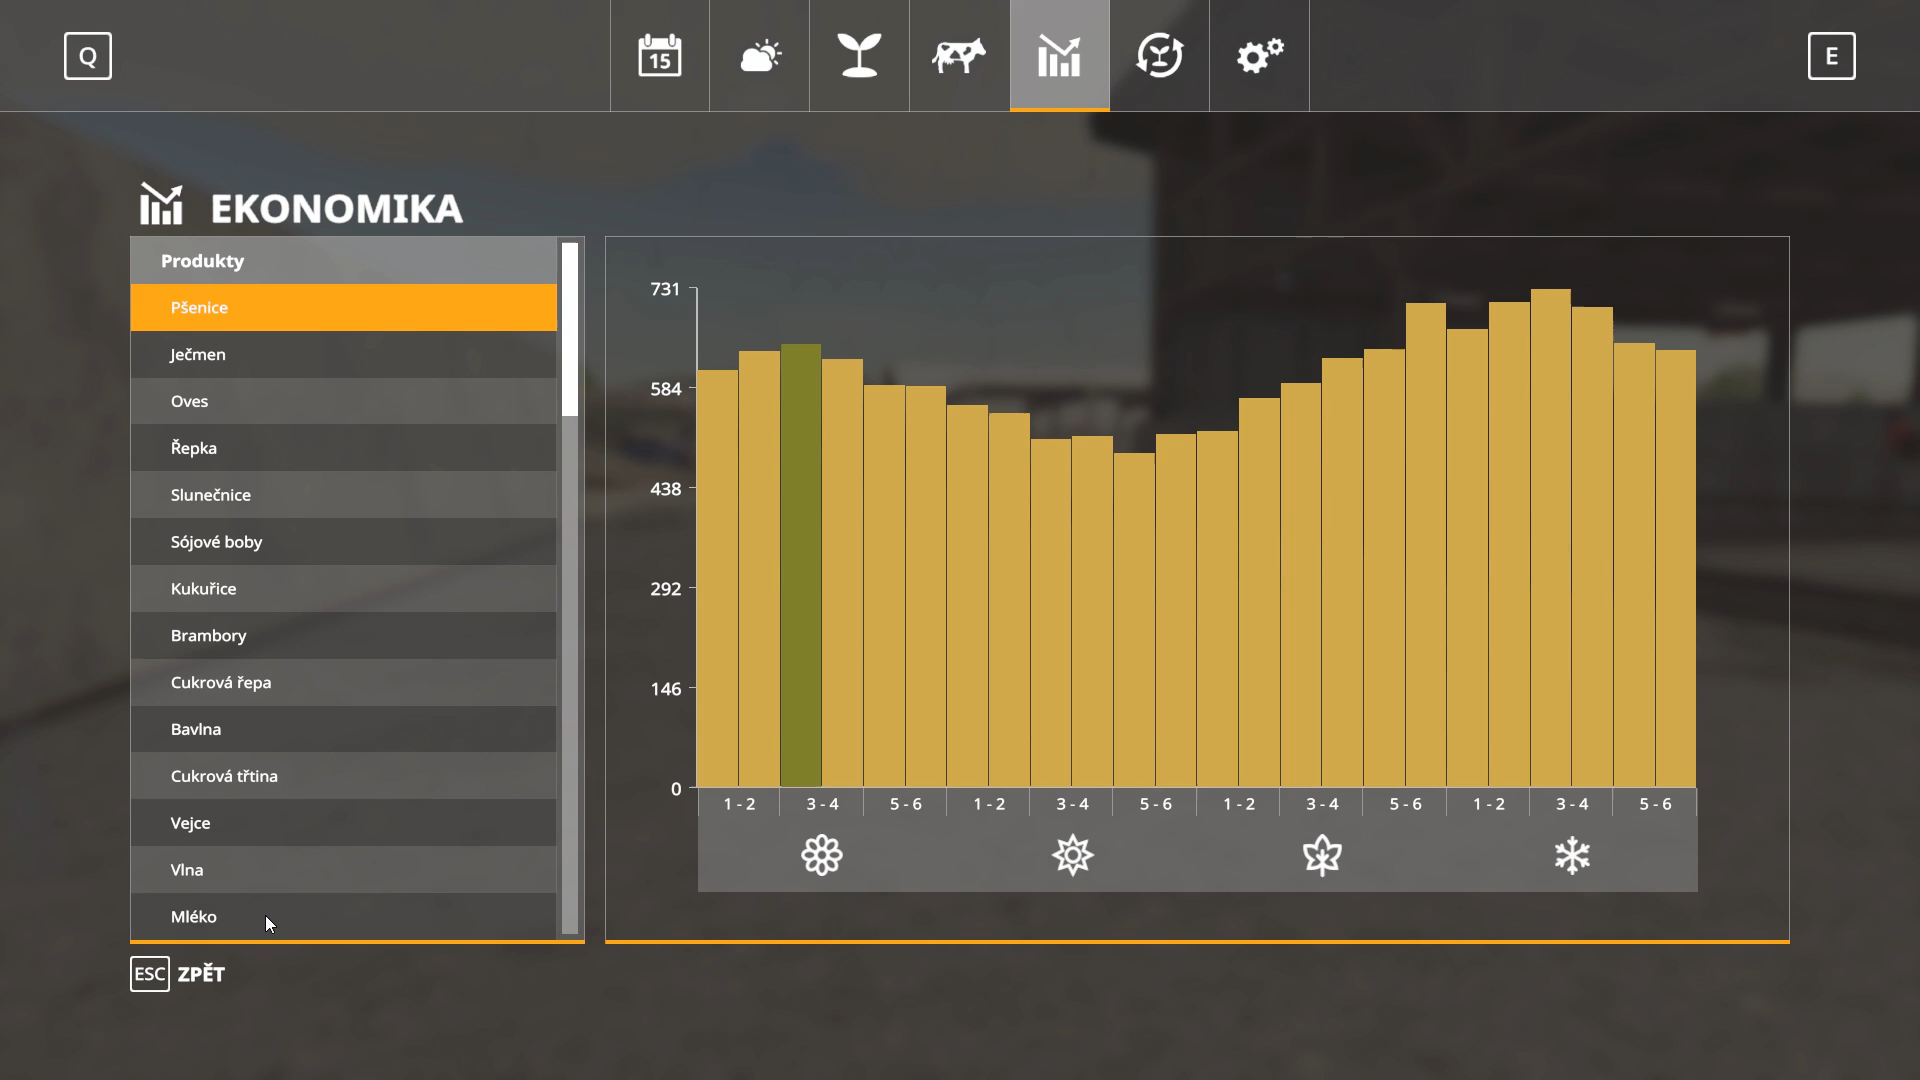 Q
15
E
EKONOMIKA
Produkty
Pšenice
Ječmen
Oves
Řepka
Slunečnice
Sójové boby
Kukuřice
Brambory
Cukrová řepa
Bavlna
Cukrová třtina
Vejce
Vlna
Mléko
731
584
438
292
146
0
1 - 2 3 - 4 5 - 6 1 - 2 3 - 4 5 - 6 1 - 2 3 - 4 5 - 6 1 - 2 3 - 4 5 - 6
ESC ZPĚT